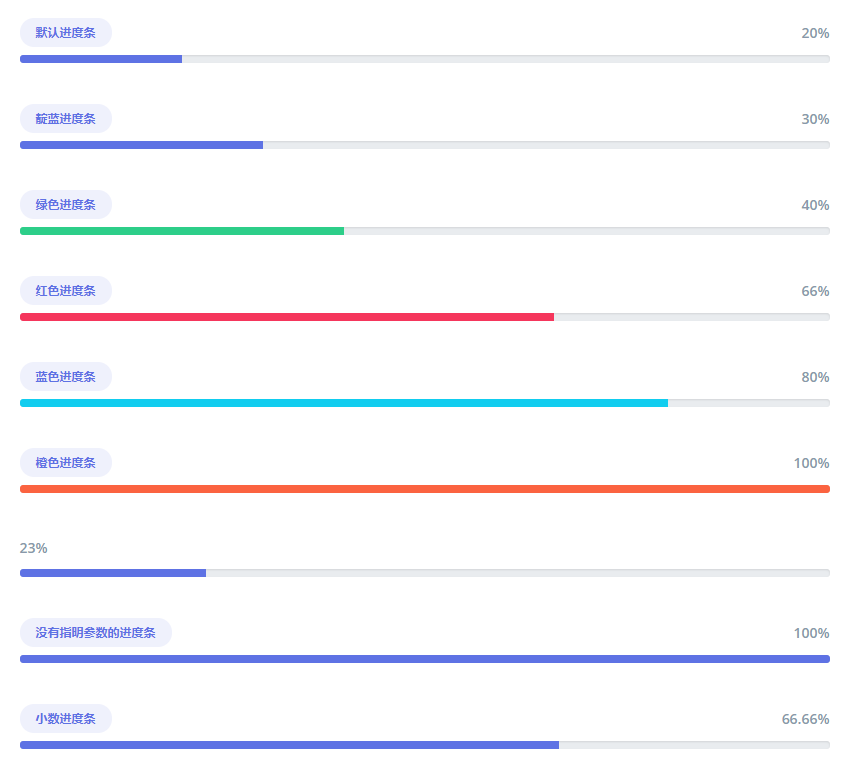 默认进度条
20%
靛蓝进度条
30%
绿色进度条
40%
红色进度条
66%
蓝色进度条
80%
橙色进度条
100%
23%
没有指明参数的进度条
100%
小数进度条
66.66%